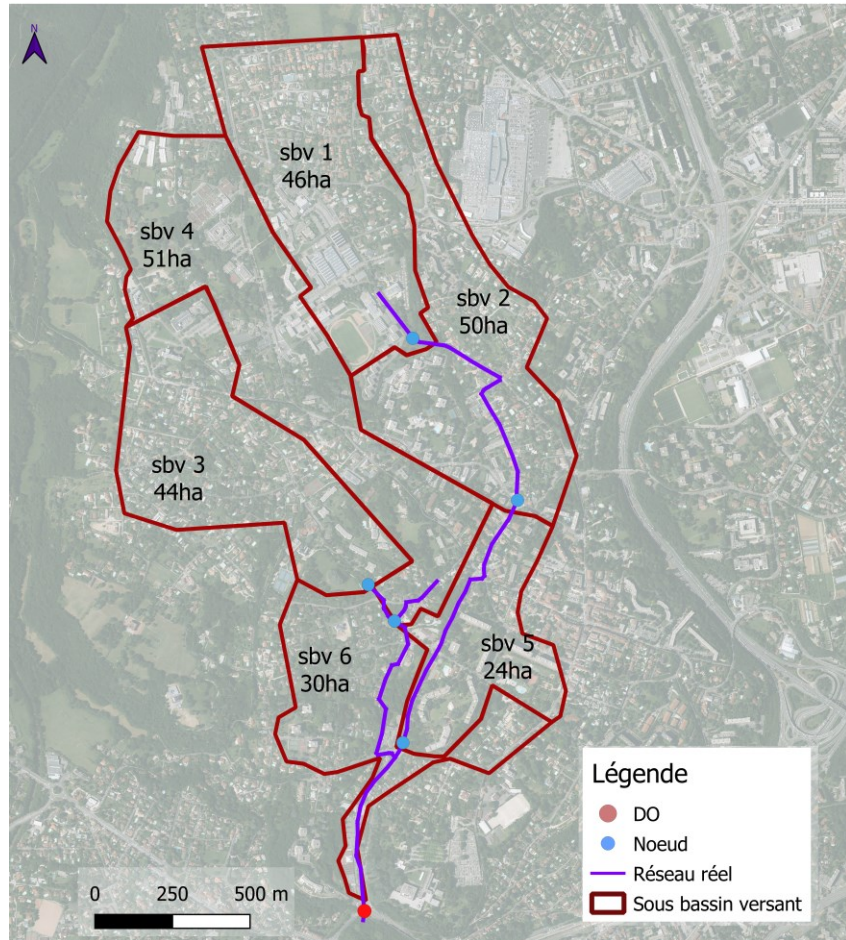 N
sbv 1
46ha
sbv 4
51ha
sbv 2
50ha
sbv 3
44ha
sbv 6
30ha
sbv 5
24ha
Légende
DO
Noeud
Réseau réel
Sous bassin versant
0 250 500 m